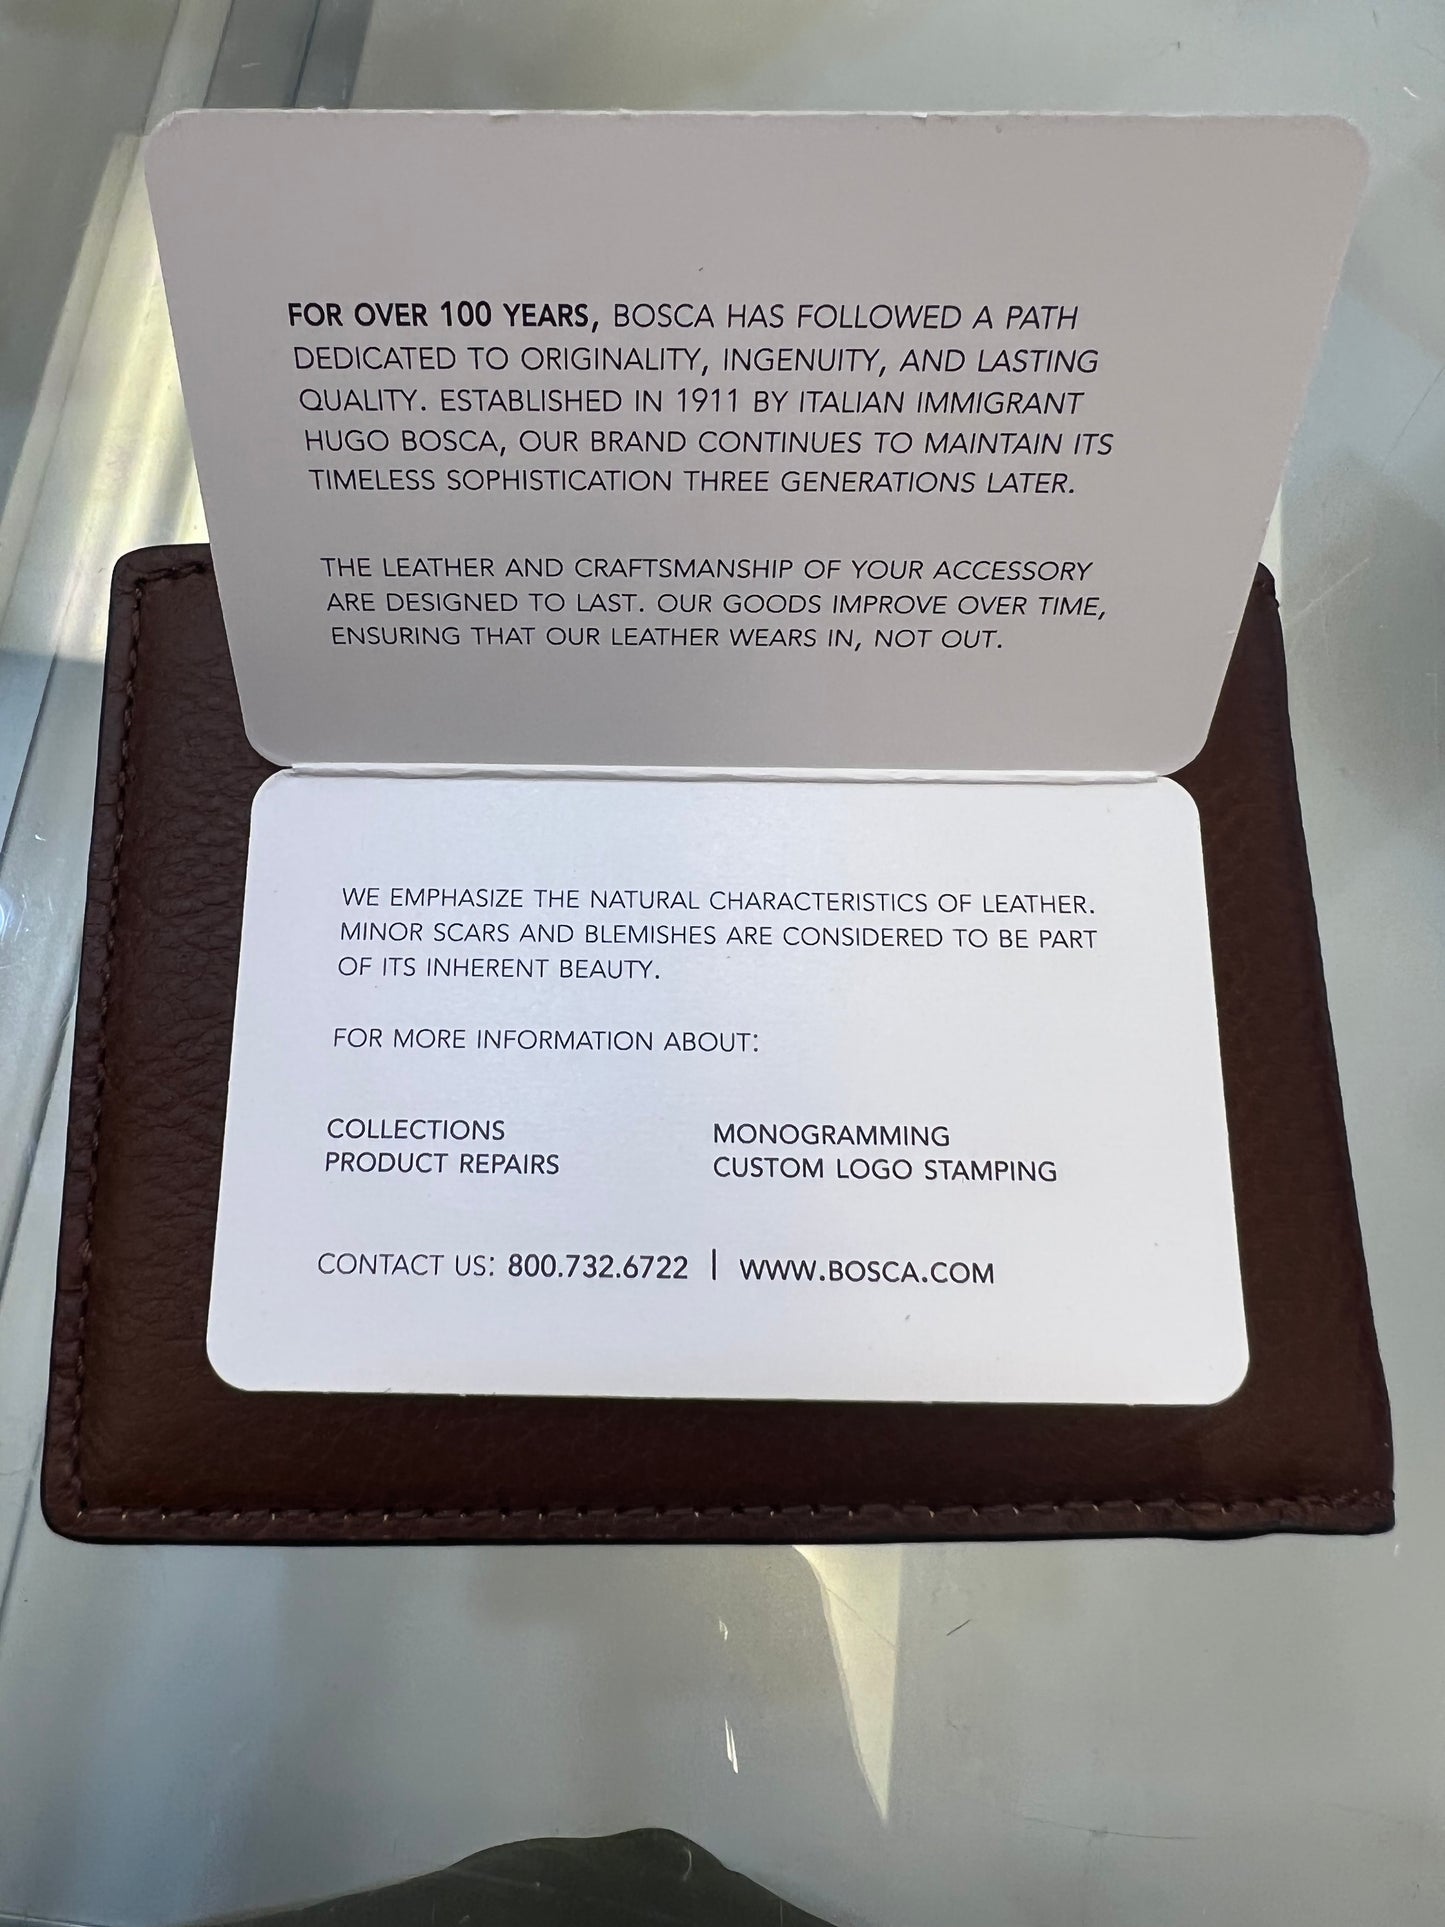 FOR OVER 100 YEARS, BOSCA HAS FOLLOWED A PATH
DEDICATED TO ORIGINALITY, INGENUITY, AND LASTING
QUALITY. ESTABLISHED IN 1911 BY ITALIAN IMMIGRANT
HUGO BOSCA, OUR BRAND CONTINUES TO MAINTAIN ITS
TIMELESS SOPHISTICATION THREE GENERATIONS LATER.
THE LEATHER AND CRAFTSMANSHIP OF YOUR ACCESSORY
ARE DESIGNED TO LAST. OUR GOODS IMPROVE OVER TIME,
ENSURING THAT OUR LEATHER WEARS IN, NOT OUT.
WE EMPHASIZE THE NATURAL CHARACTERISTICS OF LEATHER.
MINOR SCARS AND BLEMISHES ARE CONSIDERED TO BE PART
OF ITS INHERENT BEAUTY.
FOR MORE INFORMATION ABOUT:
COLLECTIONS
PRODUCT REPAIRS
MONOGRAMMING
CUSTOM LOGO STAMPING
CONTACT US: 800.732.6722 | WWW.BOSCA.COM